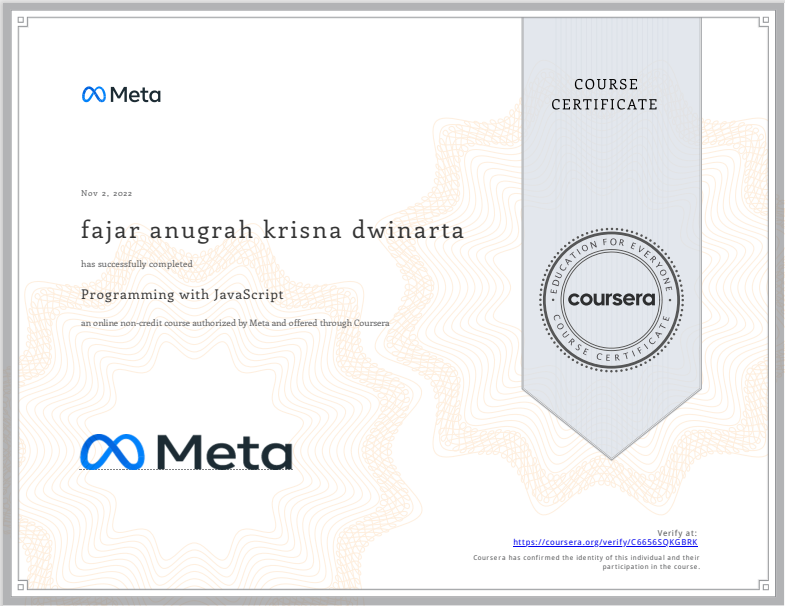 Meta
COURSE
CERTIFICATE
Nov 2, 2022
fajar anugrah krisna dwinarta
has successfully completed
Programming with JavaScript
an online non-credit course authorized by Meta and offered through Coursera
EDUCATION FOR EVERYONE
coursera
COURSE CERTIFICATE
Meta
Verify at:
https://coursera.org/verify/C6656SQKGBRK
Coursera has confirmed the identity of this individual and their
participation in the course.